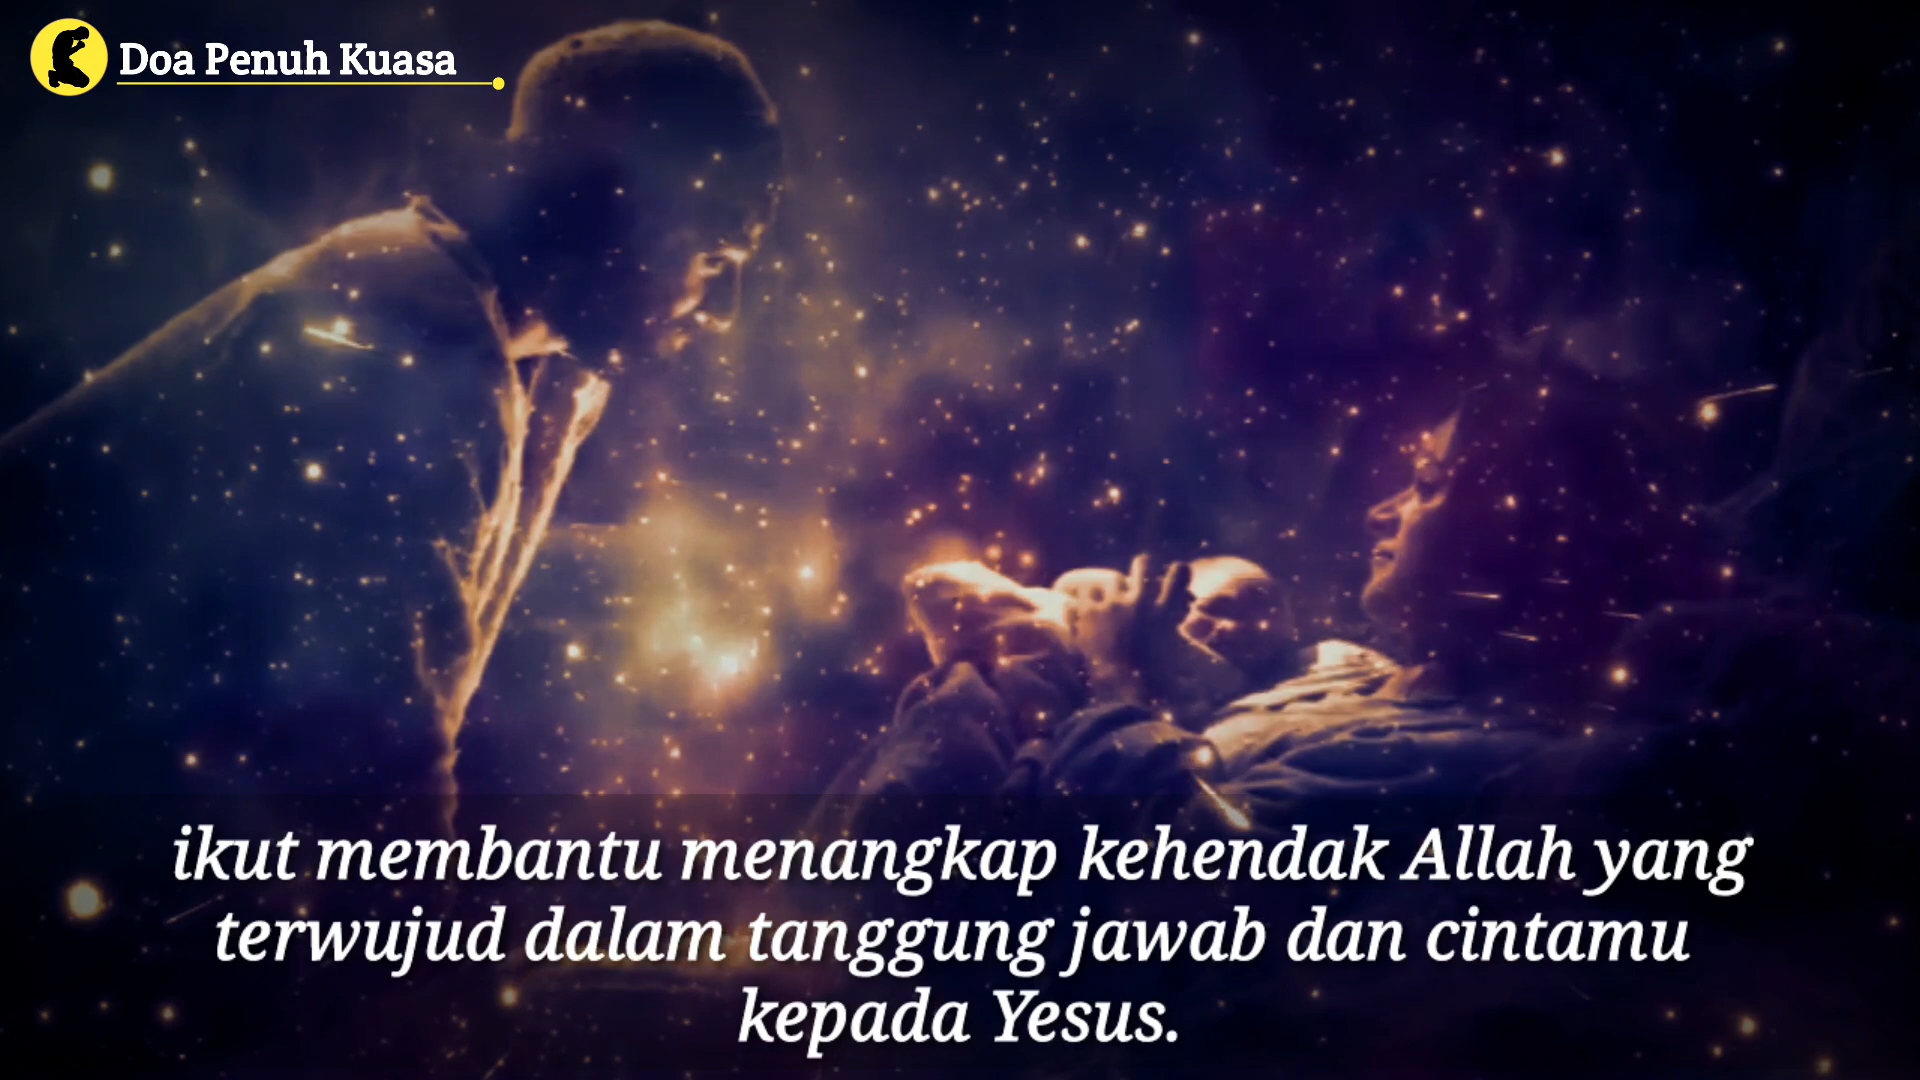 Doa Penuh Kuasa
ikut membantu menangkap kehendak Allah yang
terwujud dalam tanggung jawab dan cintamu
kepada Yesus.